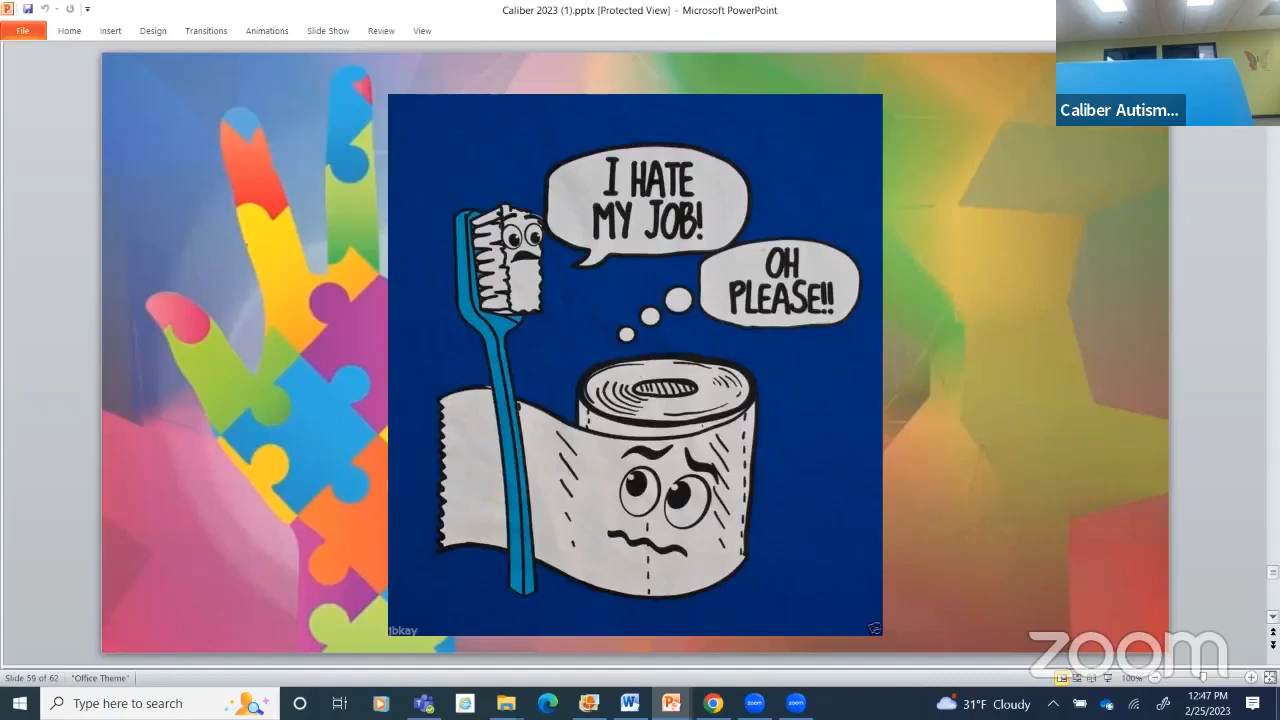 Caliber 2023 (1).pptx [Protected View] - Microsoft PowerPoint
File Home Insert Design Transitions Animations Slide Show Review View
Caliber Autism...
I HATE
MY JOB!
OH
PLEASE!!
jbkay
zoom
Slide 59 of 62 "Office Theme" 100%
Type here to search
31°F Cloudy
12:47 PM
2/25/2023